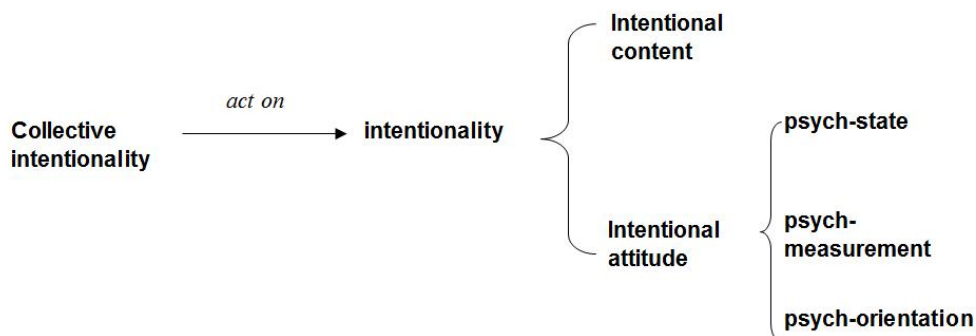 Intentional
content
act on
Collective
intentionality
intentionality
psych-state
Intentional
attitude
psych-
measurement
psych-orientation